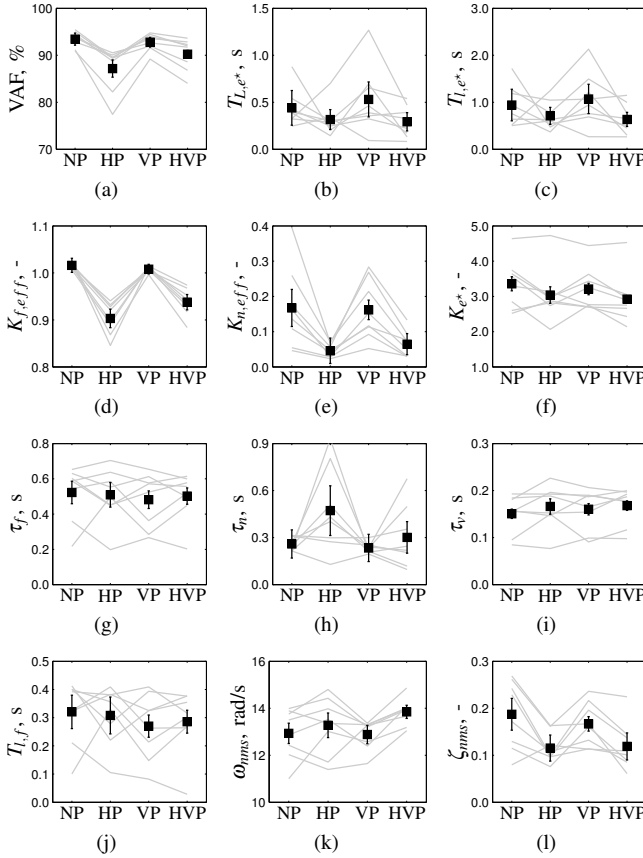 100
90
80
70
VAF, %
NP HP VP HVP
(a)
1.5
1.0
0.5
0.0
T_{L,e*}, s
NP HP VP HVP
(b)
3.0
2.0
1.0
0.0
T_{l,e*}, s
NP HP VP HVP
(c)
1.1
1.0
0.9
0.8
K_{f,eff}, -
NP HP VP HVP
(d)
0.4
0.3
0.2
0.1
0.0
K_{n,eff}, -
NP HP VP HVP
(e)
5.0
4.0
3.0
2.0
1.0
K_{e*}, -
NP HP VP HVP
(f)
0.8
0.6
0.4
0.2
0.0
τ_f, s
NP HP VP HVP
(g)
0.9
0.6
0.3
0.0
τ_n, s
NP HP VP HVP
(h)
0.3
0.2
0.1
0.0
τ_v, s
NP HP VP HVP
(i)
0.5
0.4
0.3
0.2
0.1
0.0
T_{l,f}, s
NP HP VP HVP
(j)
16
14
12
10
ω_{nms}, rad/s
NP HP VP HVP
(k)
0.3
0.2
0.1
0.0
ζ_{nms}, -
NP HP VP HVP
(l)